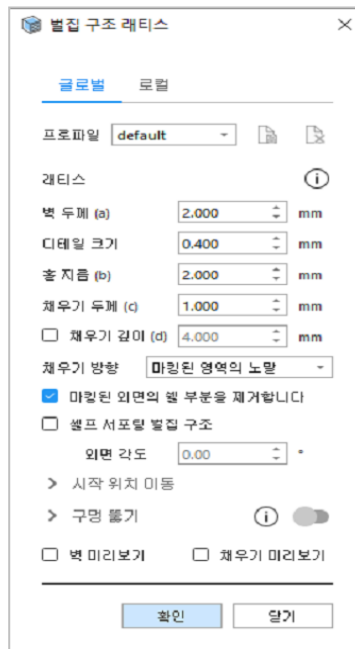 벌집 구조 래티스
글로벌 로컬
프로파일 default
래티스
벽 두께 (a) 2.000 mm
디테일 크기 0.400 mm
홀 지름 (b) 2.000 mm
채우기 두께 (c) 1.000 mm
채우기 깊이 (d) 4.000 mm
채우기 방향 마킹된 영역의 노말
마킹된 외면의 쉘 부분을 제거합니다
셀프 서포팅 벌집 구조
외면 각도 0.00 °
시작 위치 이동
구멍 뚫기
벽 미리보기 채우기 미리보기
확인 닫기